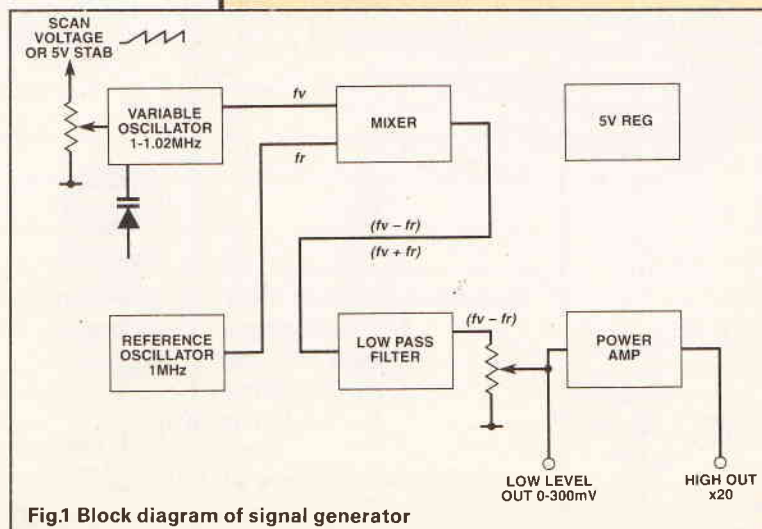 SCAN
VOLTAGE
OR 5V STAB
VARIABLE
OSCILLATOR
1-1.02MHz
fv
fr
MIXER
5V REG
(fv – fr)
(fv + fr)
REFERENCE
OSCILLATOR
1MHz
LOW PASS
FILTER
(fv – fr)
POWER
AMP
LOW LEVEL
OUT 0-300mV
HIGH OUT
x20
Fig.1 Block diagram of signal generator